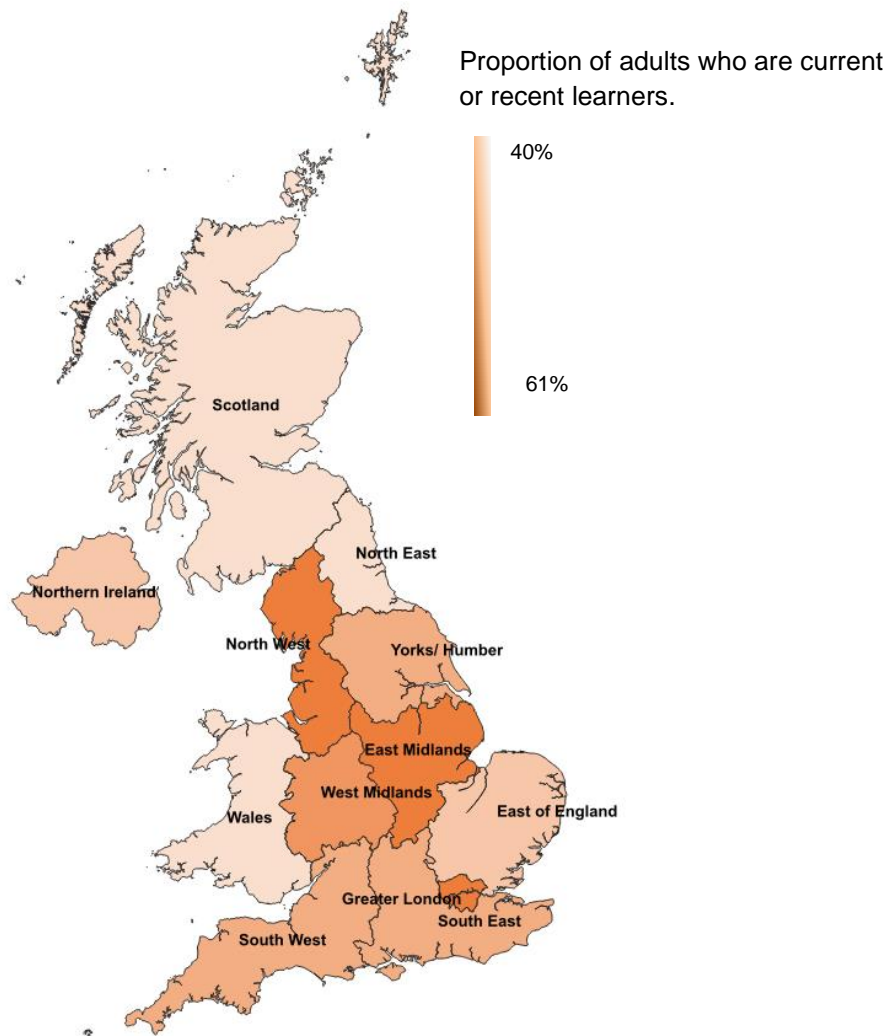 Proportion of adults who are current
or recent learners.
40%
61%
Scotland
North East
Northern Ireland
North West
Yorks/ Humber
East Midlands
West Midlands
Wales
East of England
Greater London
South East
South West